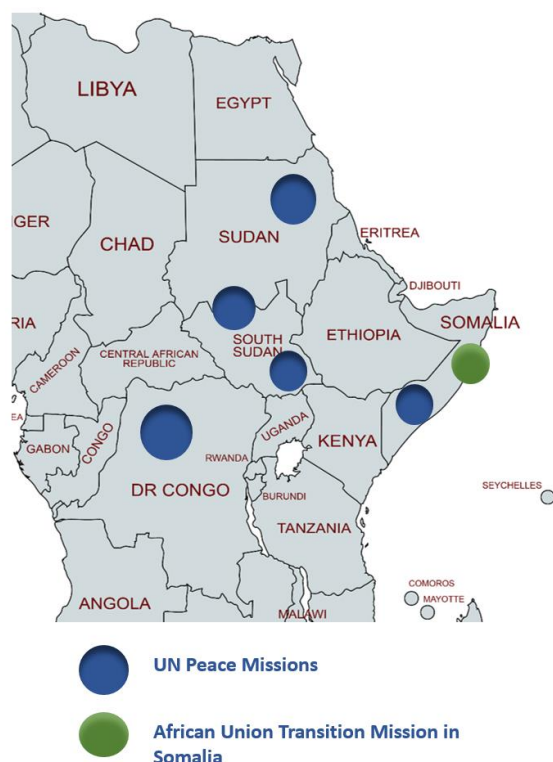 LIBYA
EGYPT
IGER
CHAD
SUDAN
ERITREA
DJIBOUTI
RIA
SOUTH
SUDAN
ETHIOPIA
SOMALIA
CENTRAL AFRICAN
REPUBLIC
CAMEROON
EA
GABON
CONGO
UGANDA
KENYA
RWANDA
DR CONGO
BURUNDI
SEYCHELLES
TANZANIA
COMOROS
MAYOTTE
ANGOLA
MALAWI
UN Peace Missions
African Union Transition Mission in
Somalia